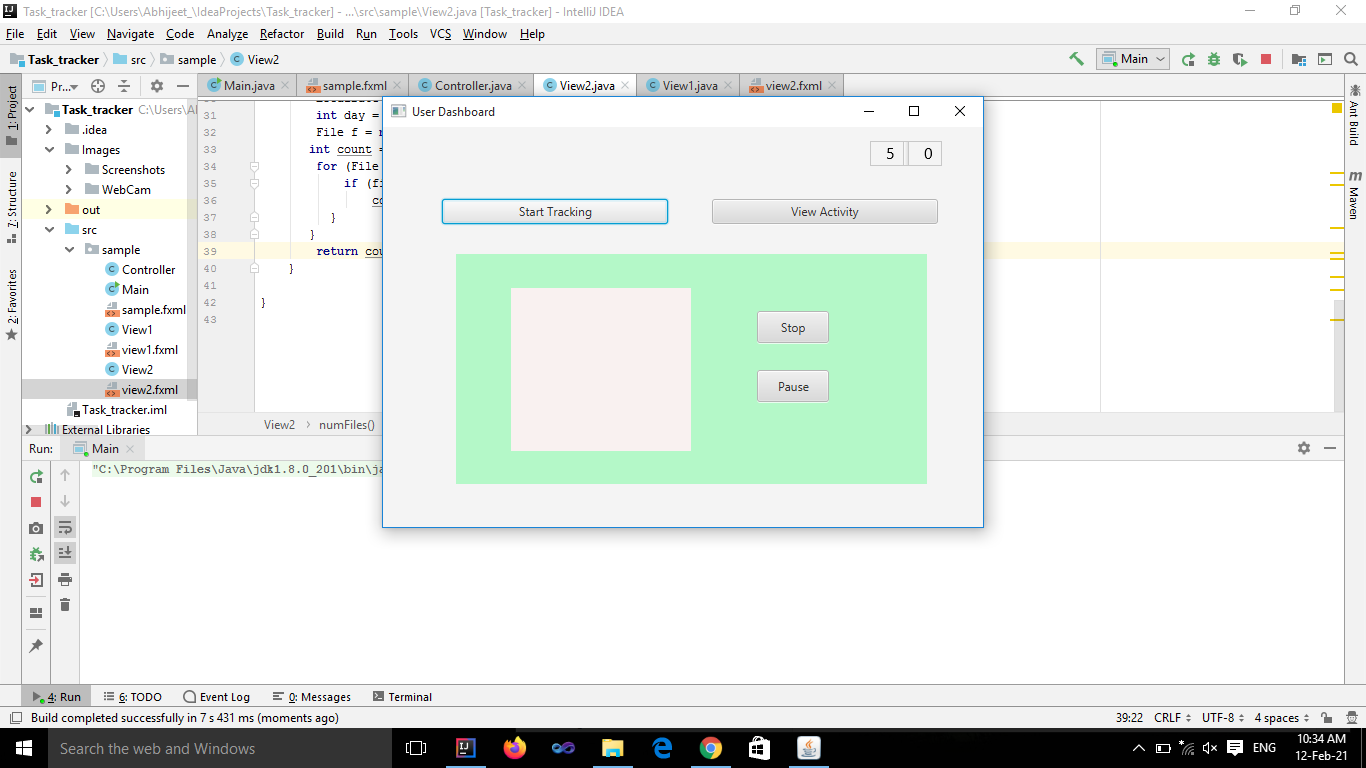 Task_tracker [C:\Users\Abhijeet_\IdeaProjects\Task_tracker] - ...\src\sample\View2.java [Task_tracker] - IntelliJ IDEA
File Edit View Navigate Code Analyze Refactor Build Run Tools VCS Window Help
Task_tracker src sample View2
Main
1: Project
7: Structure
2: Favorites
Pr...
Main.java sample.fxml Controller.java View2.java View1.java view2.fxml
Task_tracker C:\Users\A
.idea
Images
Screenshots
WebCam
out
src
sample
Controller
Main
sample.fxml
View1
view1.fxml
View2
view2.fxml
Task_tracker.iml
External Libraries
31 int day =
32 File f =
33 int count =
34 for (File
35 if (fi
36 co
37 }
38 }
39 return cou
40 }
41
42 }
43
View2 numFiles()
User Dashboard
5 0
Start Tracking View Activity
Stop
Pause
Ant Build
m Maven
Run: Main
"C:\Program Files\Java\jdk1.8.0_201\bin\ja
4: Run 6: TODO Event Log 0: Messages Terminal
Build completed successfully in 7 s 431 ms (moments ago) 39:22 CRLF UTF-8 4 spaces
Search the web and Windows
ENG
10:34 AM
12-Feb-21